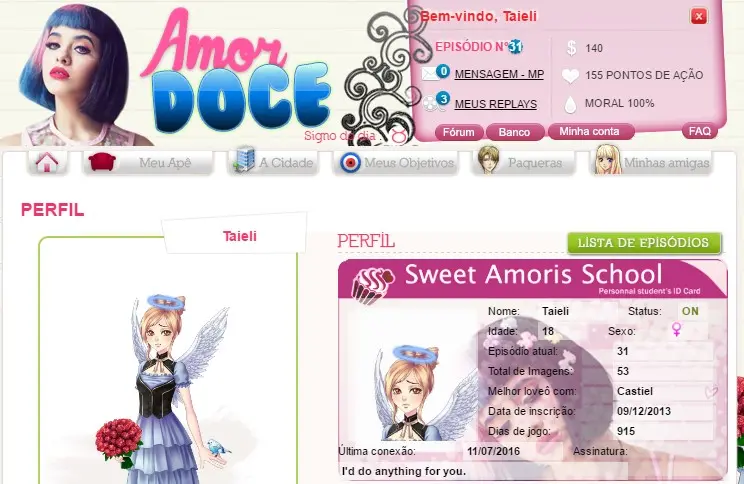 Amor
DOCE
Signo do dia
Bem-vindo, Taieli
x
EPISÓDIO N° 31
$ 140
0 MENSAGEM - MP
155 PONTOS DE AÇÃO
3 MEUS REPLAYS
MORAL 100%
Fórum Banco Minha conta FAQ
Meu Apê A Cidade Meus Objetivos Paqueras Minhas amigas
PERFIL
Taieli
PERFIL
LISTA DE EPISÓDIOS
Sweet Amoris School
Personnal student's ID Card
Nome: Taieli Status: ON
Idade: 18 Sexo: ♀
Episódio atual: 31
Total de Imagens: 53
Melhor loveô com: Castiel
Data de inscrição: 09/12/2013
Dias de jogo: 915
Última conexão: 11/07/2016 Assinatura:
I'd do anything for you.